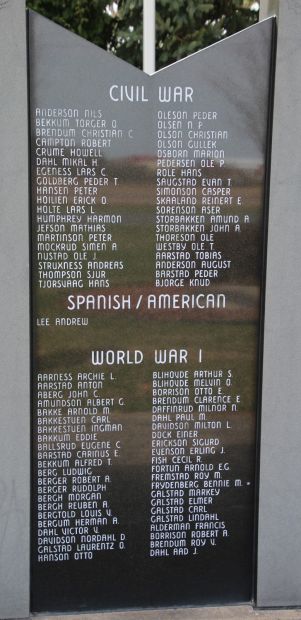 CIVIL WAR
ANDERSON NILS
BEKKUM TORGER O.
BRENDUM CHRISTIAN C.
CAMPTON ROBERT
CRUME HOWELL
DAHL MIKAL H.
EGENESS LARS C.
GOLDBERG PEDER T.
HANSEN PETER
HOILIEN ERICK O.
HOLTE LARS L.
HUMPHREY HARMON
JEFSON MATHIAS
MARTINSON PETER
MOCKRUD SIMEN A.
NUSTAD OLE J.
STRUXNESS ANDREAS
THOMPSON SJUR
TJORSVAAG HANS
OLESON PEDER
OLSEN N P
OLSON CHRISTIAN
OLSON GULLEK
OSBORN MARION
PEDERSEN OLE P.
ROLE HANS
SAUGSTAD EVAN T.
SIMONSON CASPER
SKAALAND REINERT E.
SORENSON ASER
STORBAKKEN AMUND A.
STORBAKKEN JOHN A.
THORESON OLE
WESTBY OLE T.
AARSTAD TOBIAS
ANDERSON AUGUST
BARSTAD PEDER
BJORGE KNUD
SPANISH/AMERICAN
LEE ANDREW
WORLD WAR I
AARNESS ARCHIE L.
AARSTAD ANTON
ABERG JOHN C.
AMUNDSON ALBERT G.
BAKKE ARNOLD M.
BAKKESTUEN CARL
BAKKESTUEN INGMAN
BAKKUM EDDIE
BALLSRUD EUGENE C.
BARSTAD CARINUS E.
BEKKUM ALFRED T.
BERG LUDWIG
BERGER ROBERT A.
BERGER RUDOLPH
BERGH MORGAN
BERGH REUBEN A.
BERGTOLD LOUIS V.
BERGUM HERMAN A.
DAHL VICTOR V.
DAVIDSON NORDAHL D.
GALSTAD LAURENTZ O.
HANSON OTTO
BLIHOVDE ARTHUR S.
BLIHOVDE MELVIN O.
BORRISON OTTO E.
BRENDUM CLARENCE E.
DAFFINRUD MILNOR N.
DAHL PAUL M.
DAVIDSON MILTON L.
DOCK EINER
ERICKSON SIGURD
EVENSON ERLING J.
FISH CECIL R.
FORTUN ARNOLD E.G.
FREMSTAD ROY M.
FRYDENBERG BENNIE M.
GALSTAD MARKEY
GALSTAD ELMER
GALSTAD CARL
GALSTAD LINDAHL
ALDERMAN FRANCIS
BORRISON ROBERT A.
BRENDUM ROY V.
DAHL AAD J.